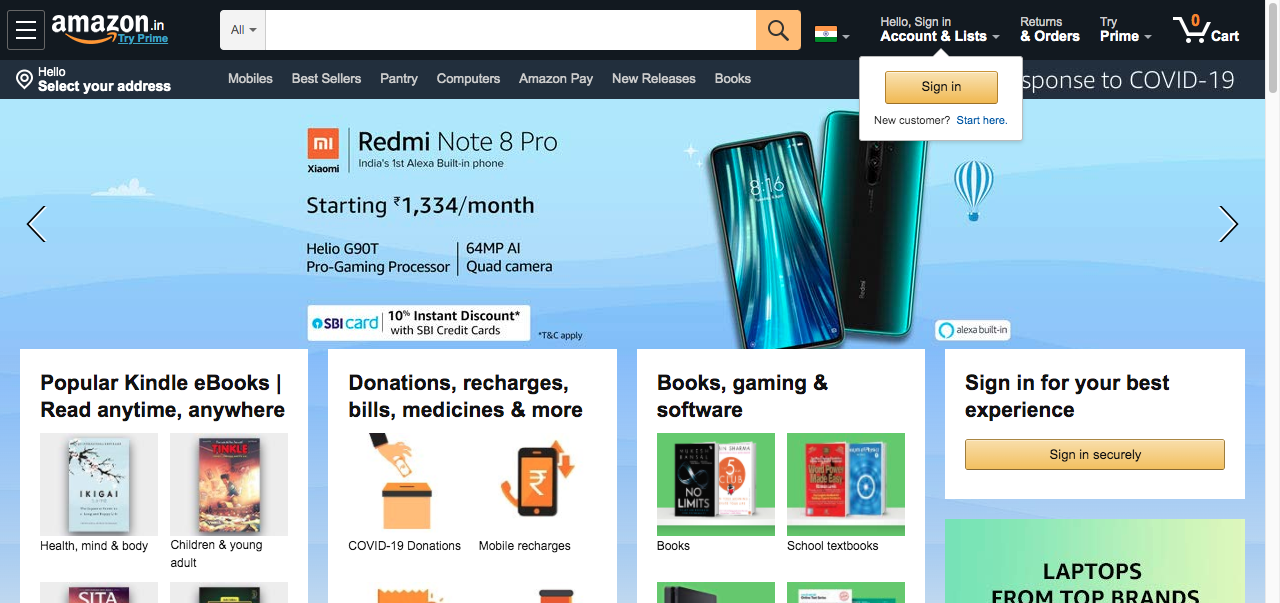 amazon.in
Try Prime
All
Hello, Sign in
Account & Lists
Returns
& Orders
Try
Prime
0
Cart
Hello
Select your address
Mobiles
Best Sellers
Pantry
Computers
Amazon Pay
New Releases
Books
sponse to COVID-19
Sign in
New customer? Start here.
mi
Xiaomi
Redmi Note 8 Pro
India's 1st Alexa Built-in phone
Starting ₹1,334/month
Helio G90T
Pro-Gaming Processor
64MP AI
Quad camera
SBI card
10% Instant Discount*
with SBI Credit Cards
*T&C apply
8:16
Redmi
alexa built-in
Popular Kindle eBooks |
Read anytime, anywhere
IKIGAI
TINKLE
Health, mind & body
Children & young
adult
SITA
Donations, recharges,
bills, medicines & more
₹
COVID-19 Donations
Mobile recharges
Books, gaming &
software
NO
LIMITS
5
CLUB
Word Power
Made Easy
Books
School textbooks
Sign in for your best
experience
Sign in securely
LAPTOPS
FROM TOP BRANDS